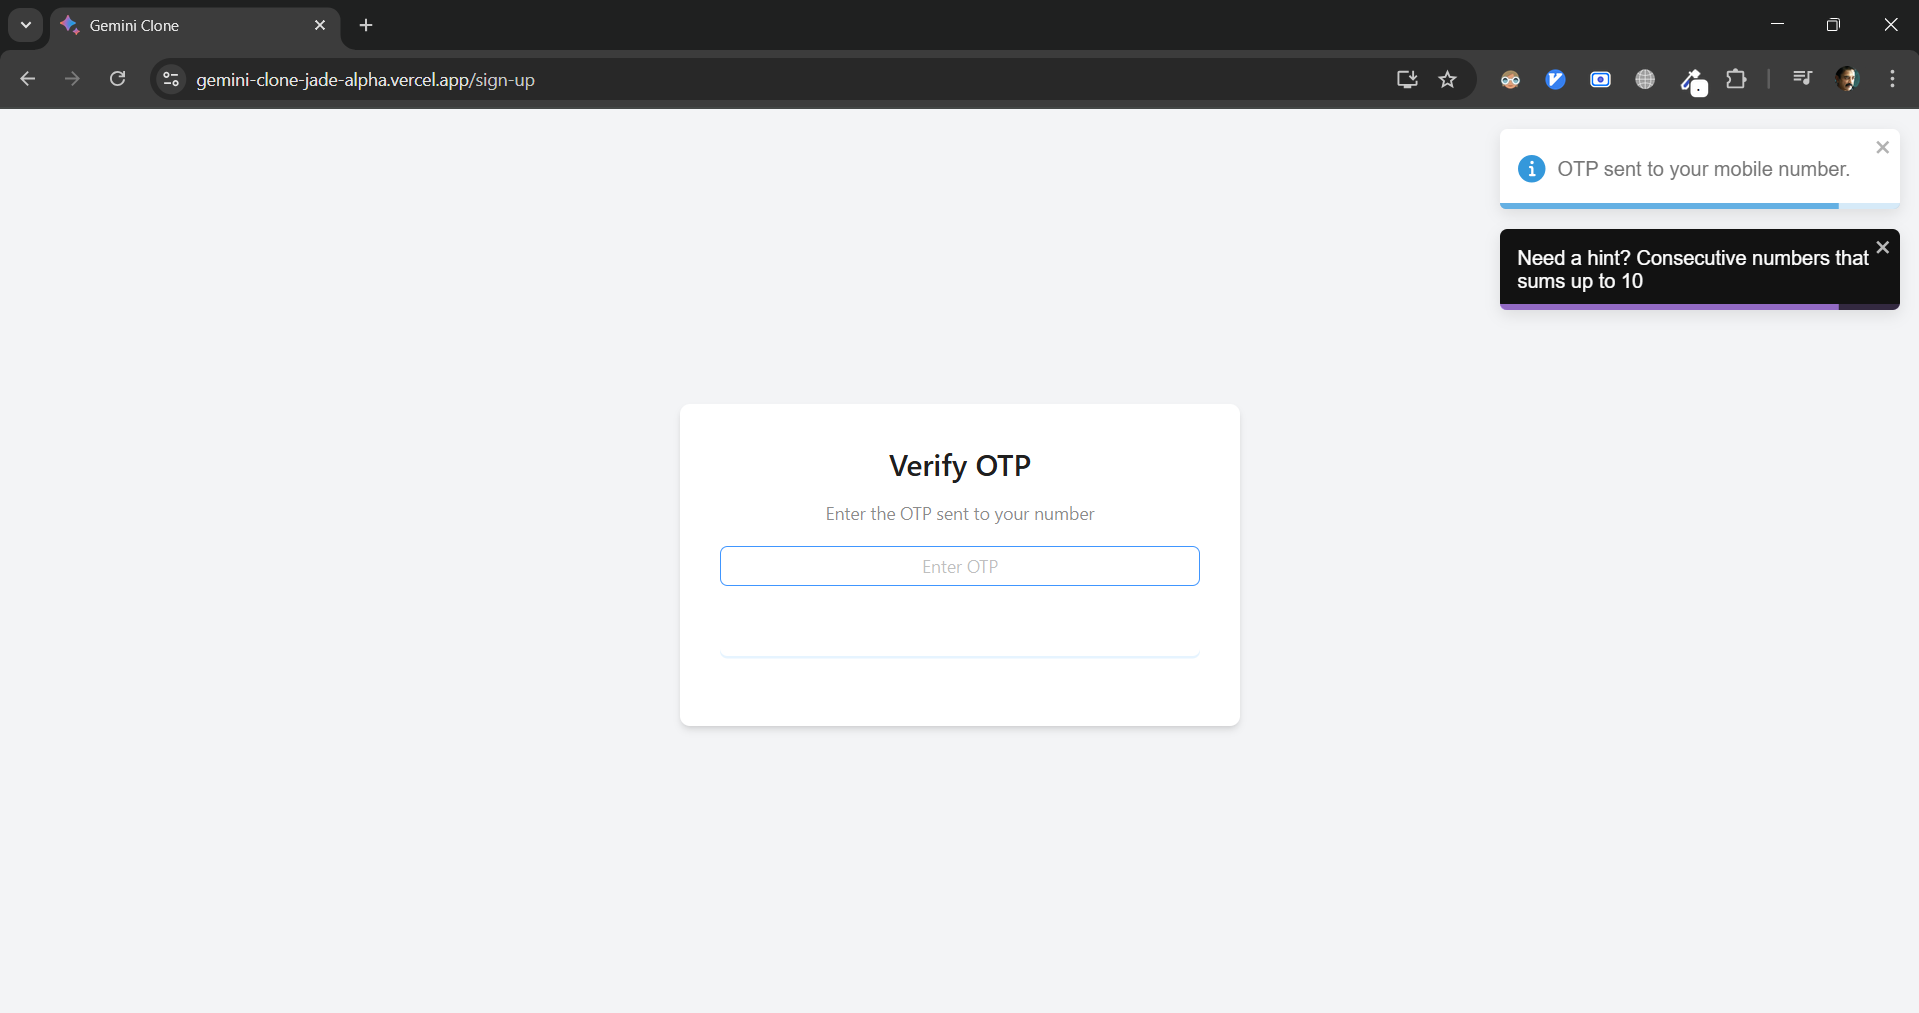 Gemini Clone
gemini-clone-jade-alpha.vercel.app/sign-up
OTP sent to your mobile number.
Need a hint? Consecutive numbers that
sums up to 10
Verify OTP
Enter the OTP sent to your number
Enter OTP